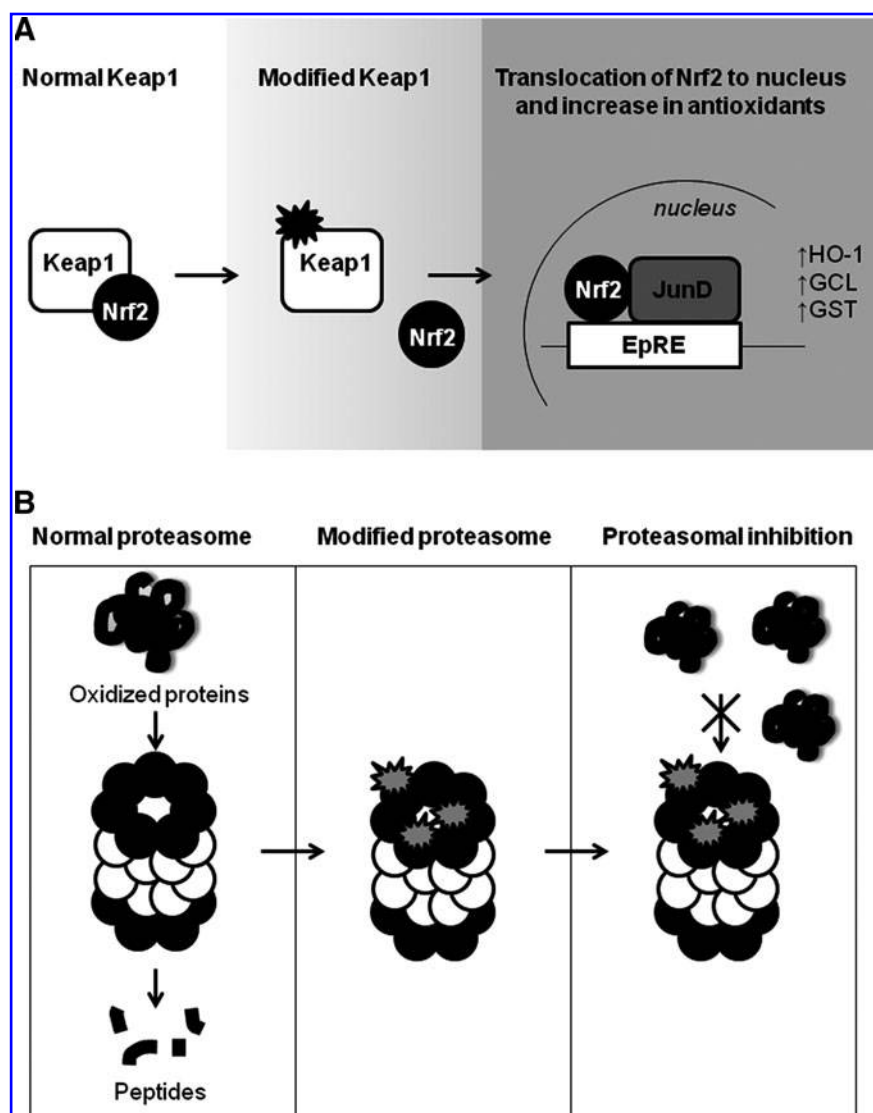 A
Normal Keap1
Modified Keap1
Translocation of Nrf2 to nucleus
and increase in antioxidants
nucleus
Keap1
Nrf2
Keap1
Nrf2
Nrf2
JunD
EpRE
↑HO-1
↑GCL
↑GST
B
Normal proteasome
Modified proteasome
Proteasomal inhibition
Oxidized proteins
Peptides